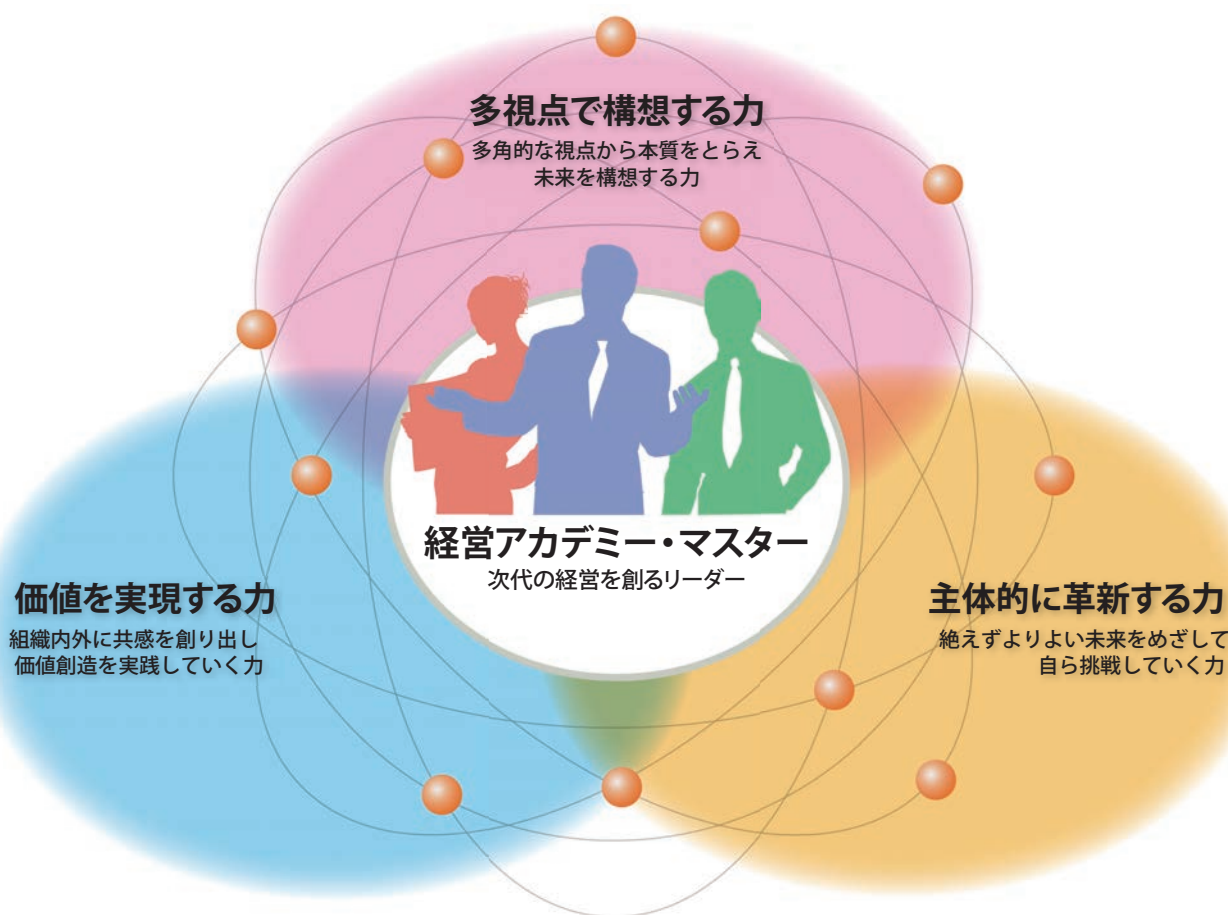 多視点で構想する力
多角的な視点から本質をとらえ
未来を構想する力
経営アカデミー・マスター
次代の経営を創るリーダー
価値を実現する力
組織内外に共感を創り出し
価値創造を実践していく力
主体的に革新する力
絶えずよりよい未来をめざして
自ら挑戦していく力